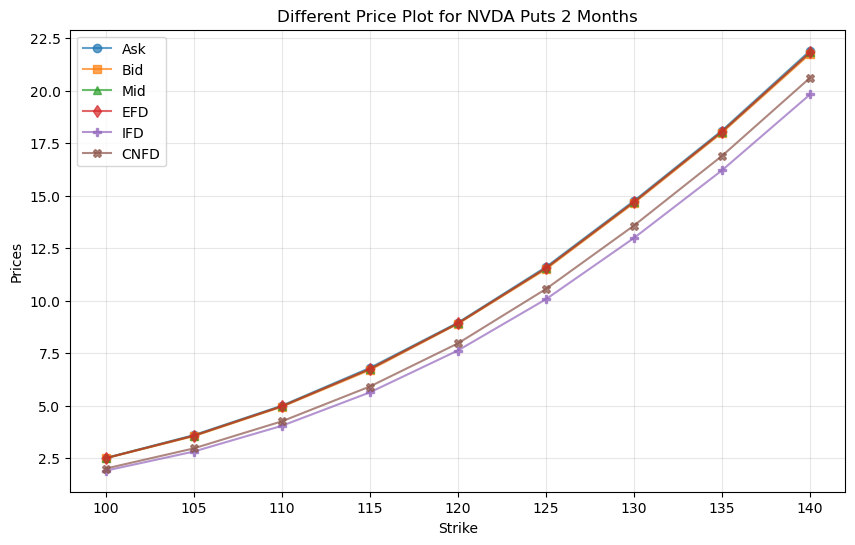 Different Price Plot for NVDA Puts 2 Months
22.5
20.0
17.5
15.0
12.5
10.0
7.5
5.0
2.5
Prices
Ask
Bid
Mid
EFD
IFD
CNFD
100 105 110 115 120 125 130 135 140
Strike